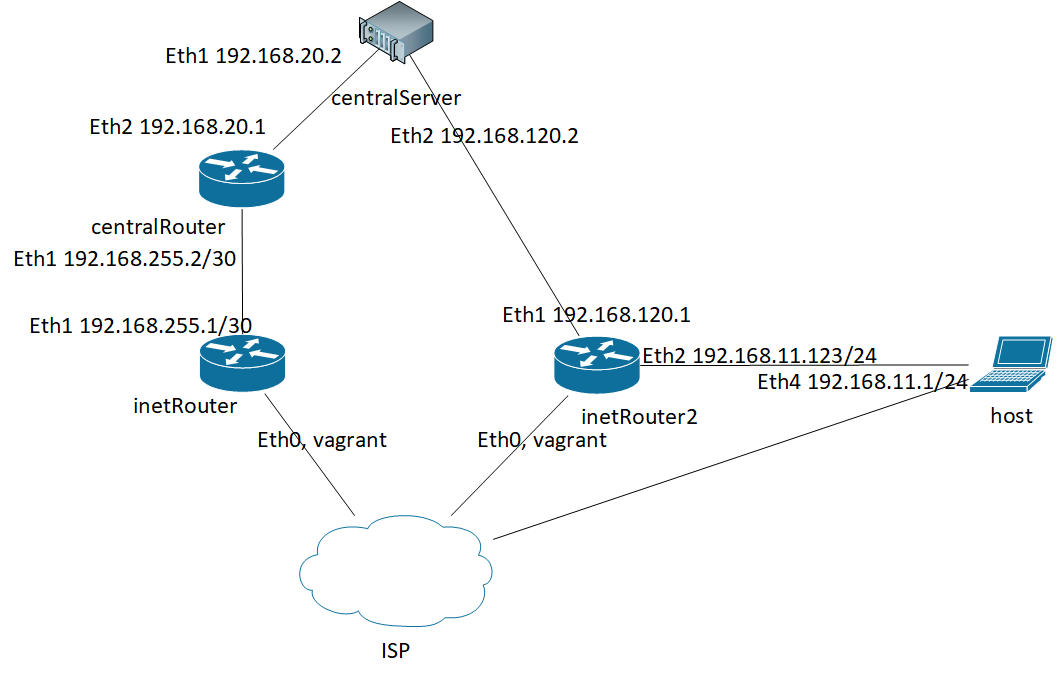 Eth1 192.168.20.2
centralServer
Eth2 192.168.20.1
Eth2 192.168.120.2
centralRouter
Eth1 192.168.255.2/30
Eth1 192.168.120.1
Eth1 192.168.255.1/30
Eth2 192.168.11.123/24
Eth4 192.168.11.1/24
inetRouter
inetRouter2
host
Eth0, vagrant
Eth0, vagrant
ISP